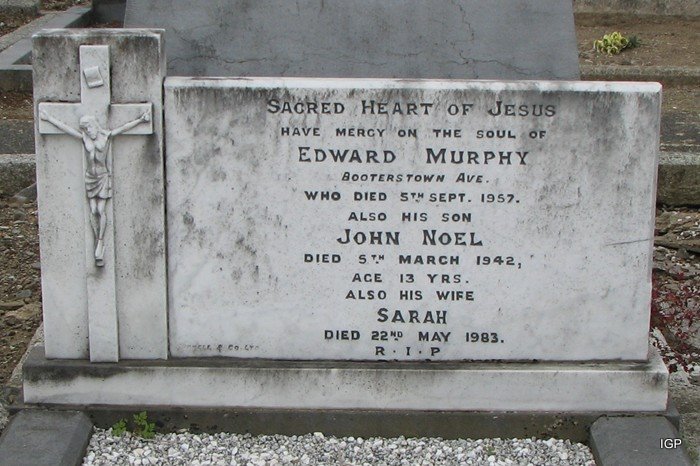 SACRED HEART OF JESUS
HAVE MERCY ON THE SOUL OF
EDWARD MURPHY
BOOTERSTOWN AVE.
WHO DIED 5TH SEPT. 1957.
ALSO HIS SON
JOHN NOEL
DIED 5TH MARCH 1942,
AGE 13 YRS.
ALSO HIS WIFE
SARAH
DIED 22ND MAY 1983.
R.I.P
& CO. LTD
IGP